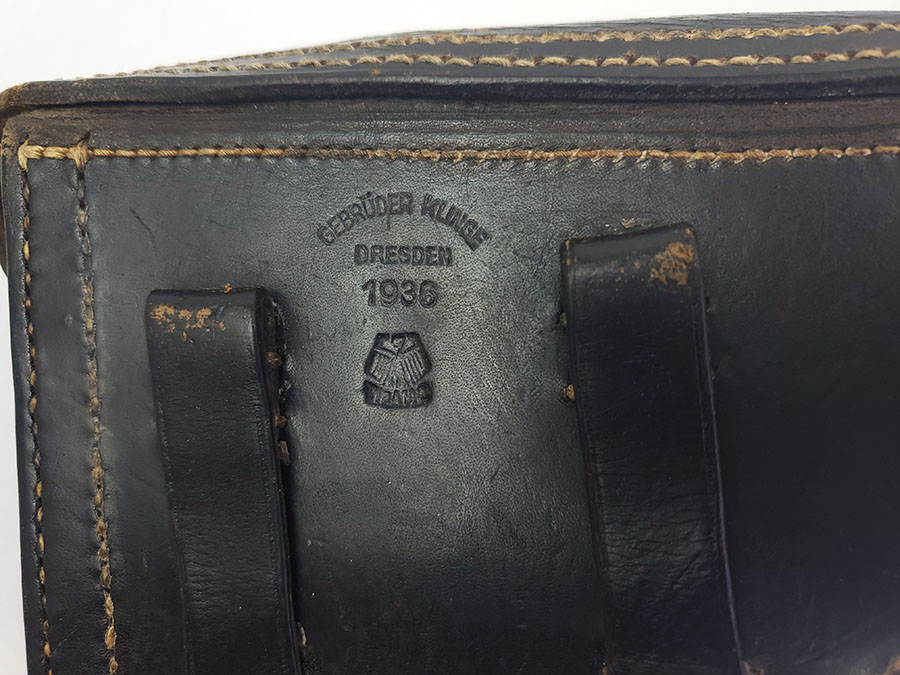 GEBRÜDER KLINGE
DRESDEN
1936